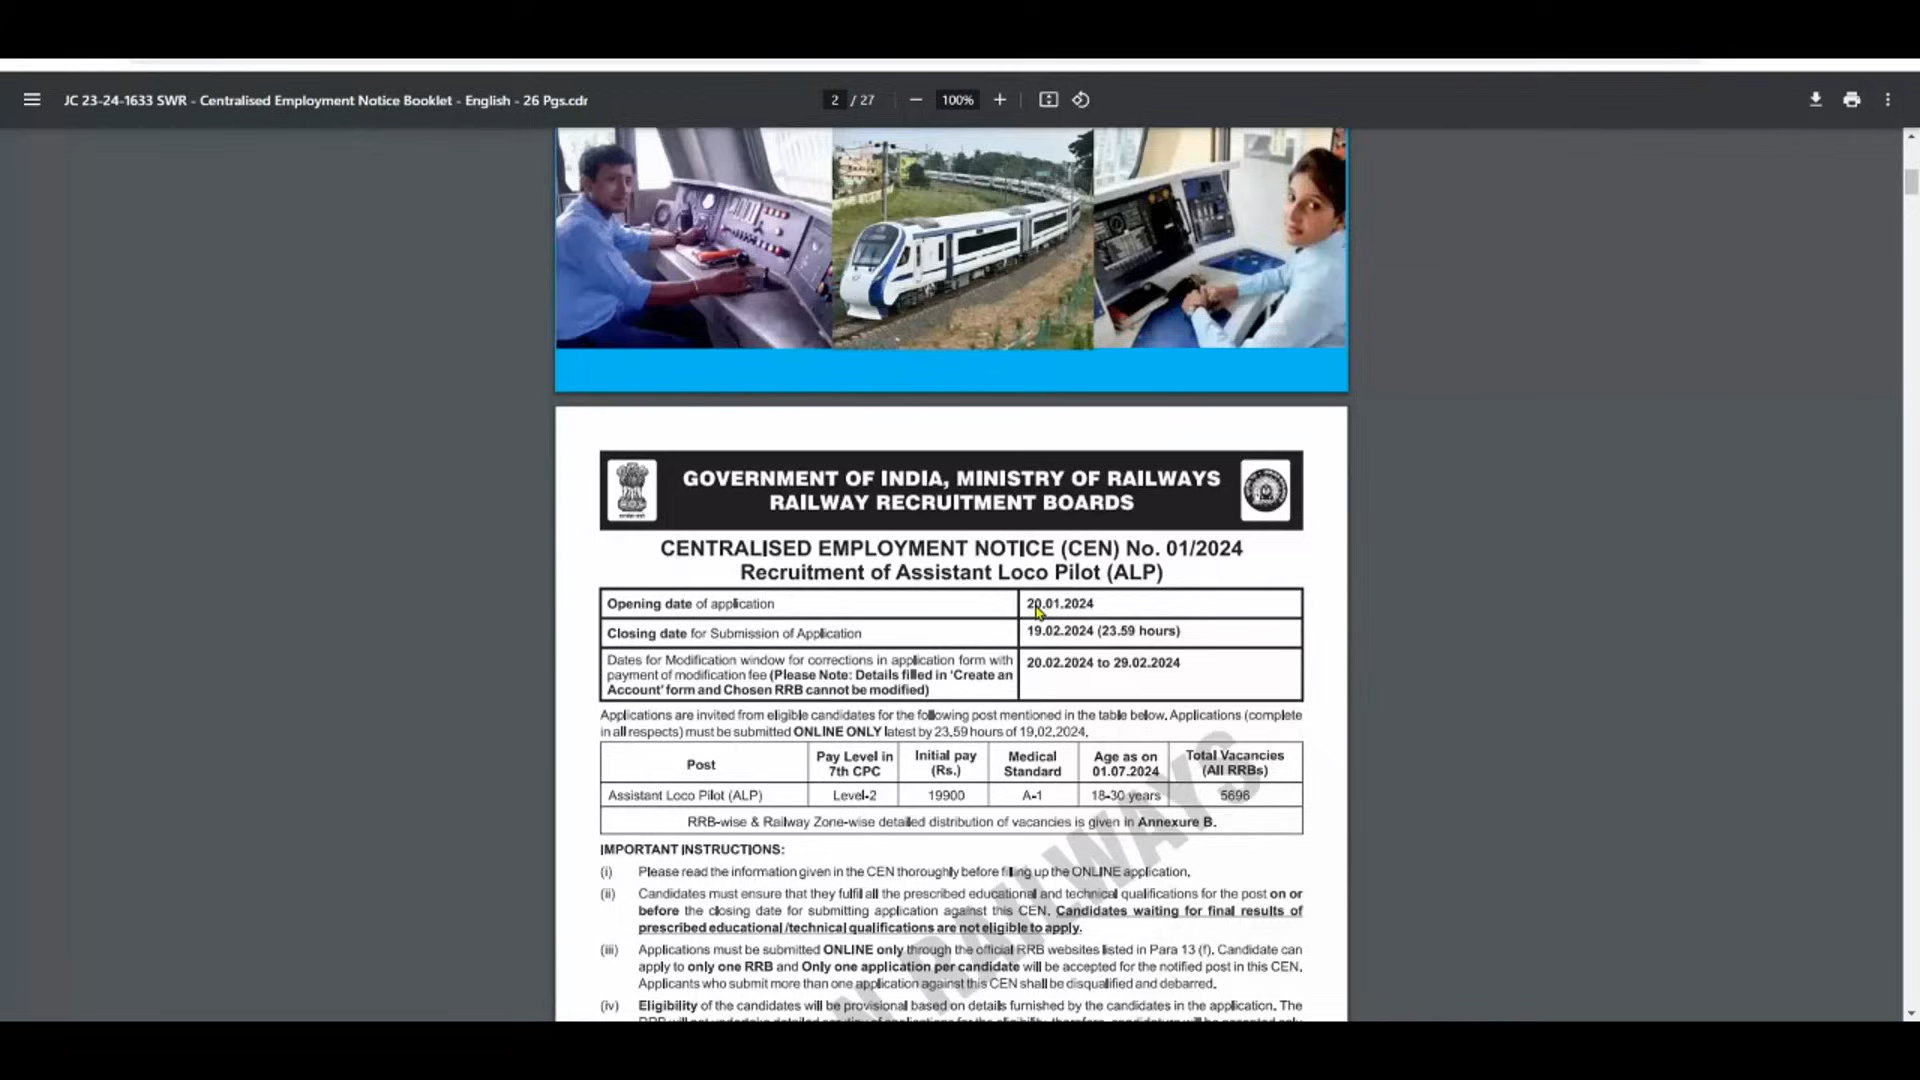 JC 23-24-1633 SWR - Centralised Employment Notice Booklet - English - 26 Pgs.cdr
2 / 27
100%
GOVERNMENT OF INDIA, MINISTRY OF RAILWAYS
RAILWAY RECRUITMENT BOARDS
CENTRALISED EMPLOYMENT NOTICE (CEN) No. 01/2024
Recruitment of Assistant Loco Pilot (ALP)
Opening date of application 20.01.2024
Closing date for Submission of Application 19.02.2024 (23.59 hours)
Dates for Modification window for corrections in application form with
payment of modification fee (Please Note: Details filled in 'Create an
Account' form and Chosen RRB cannot be modified)
20.02.2024 to 29.02.2024
Applications are invited from eligible candidates for the following post mentioned in the table below. Applications (complete
in all respects) must be submitted ONLINE ONLY latest by 23.59 hours of 19.02.2024.
Post
Pay Level in
7th CPC
Initial pay
(Rs.)
Medical
Standard
Age as on
01.07.2024
Total Vacancies
(All RRBs)
Assistant Loco Pilot (ALP) Level-2 19900 A-1 18-30 years 5696
RRB-wise & Railway Zone-wise detailed distribution of vacancies is given in Annexure B.
IMPORTANT INSTRUCTIONS:
(i) Please read the information given in the CEN thoroughly before filling up the ONLINE application.
(ii) Candidates must ensure that they fulfil all the prescribed educational and technical qualifications for the post on or
before the closing date for submitting application against this CEN. Candidates waiting for final results of
prescribed educational /technical qualifications are not eligible to apply.
(iii) Applications must be submitted ONLINE only through the official RRB websites listed in Para 13 (f). Candidate can
apply to only one RRB and Only one application per candidate will be accepted for the notified post in this CEN.
Applicants who submit more than one application against this CEN shall be disqualified and debarred.
(iv) Eligibility of the candidates will be provisional based on details furnished by the candidates in the application. The
N RAILWAYS